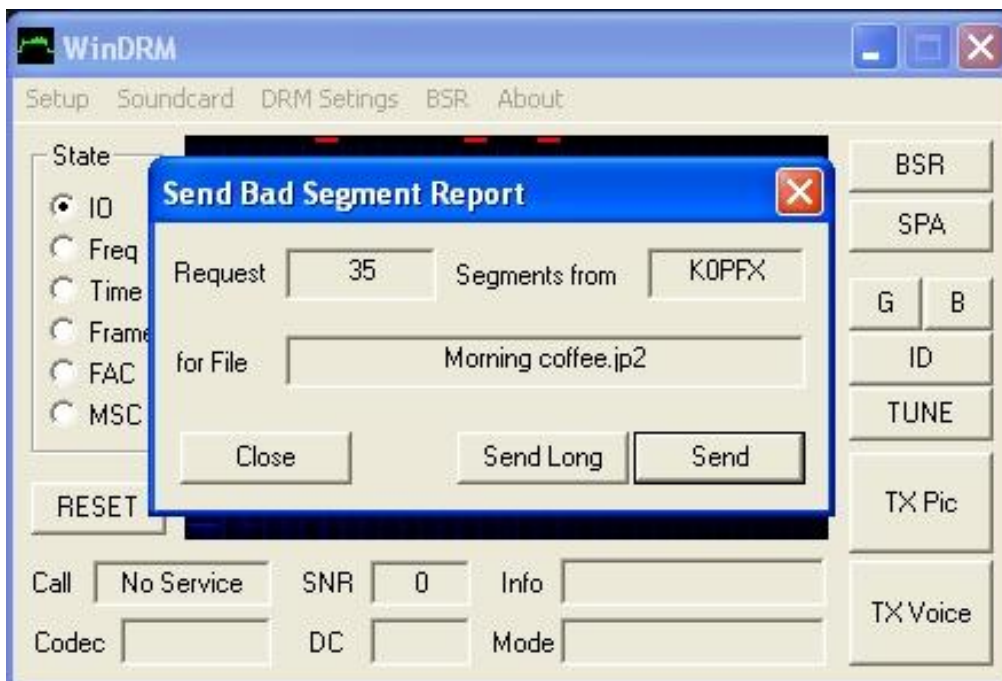 WinDRM
Setup Soundcard DRM Setings BSR About
State
IO
Freq
Time
Frame
FAC
MSC
RESET
Send Bad Segment Report
Request 35 Segments from K0PFX
for File Morning coffee.jp2
Close Send Long Send
BSR
SPA
G B
ID
TUNE
TX Pic
TX Voice
Call No Service SNR 0 Info
Codec DC Mode